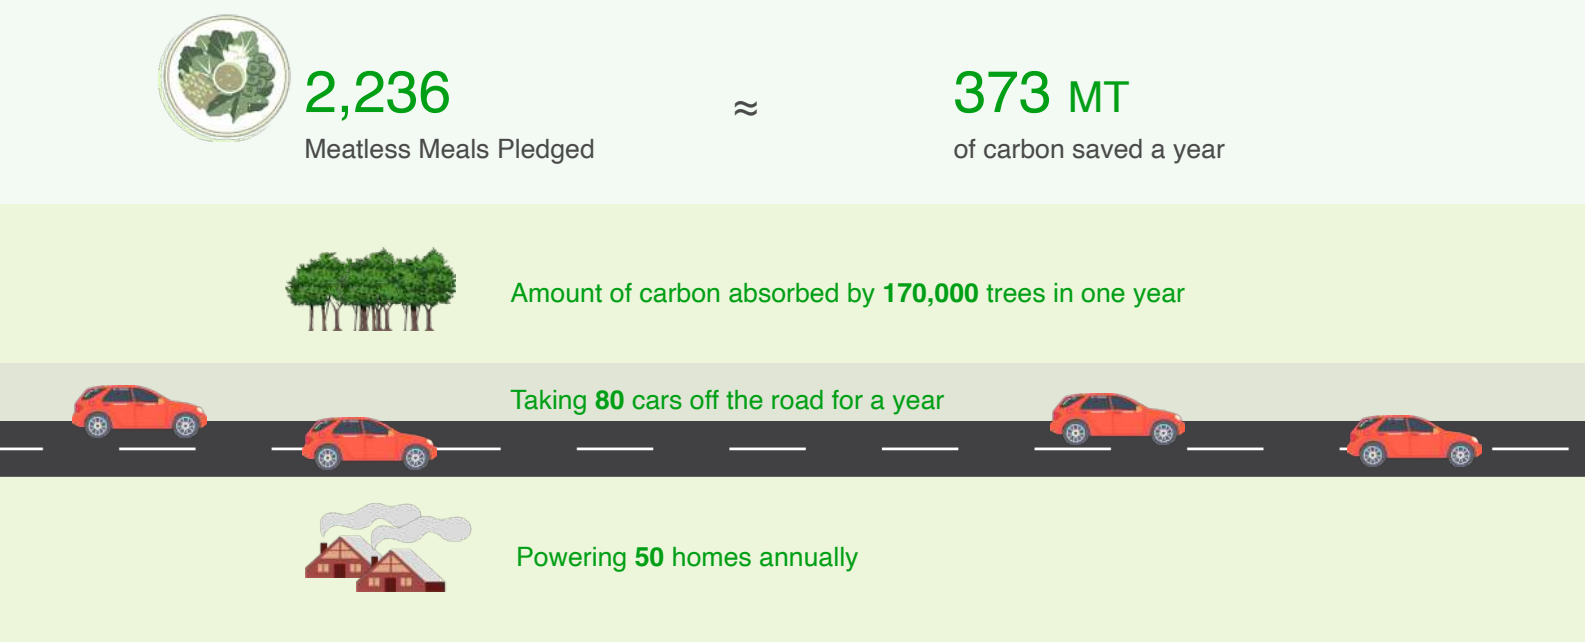 2,236
Meatless Meals Pledged
≈
373 MT
of carbon saved a year
Amount of carbon absorbed by 170,000 trees in one year
Taking 80 cars off the road for a year
Powering 50 homes annually